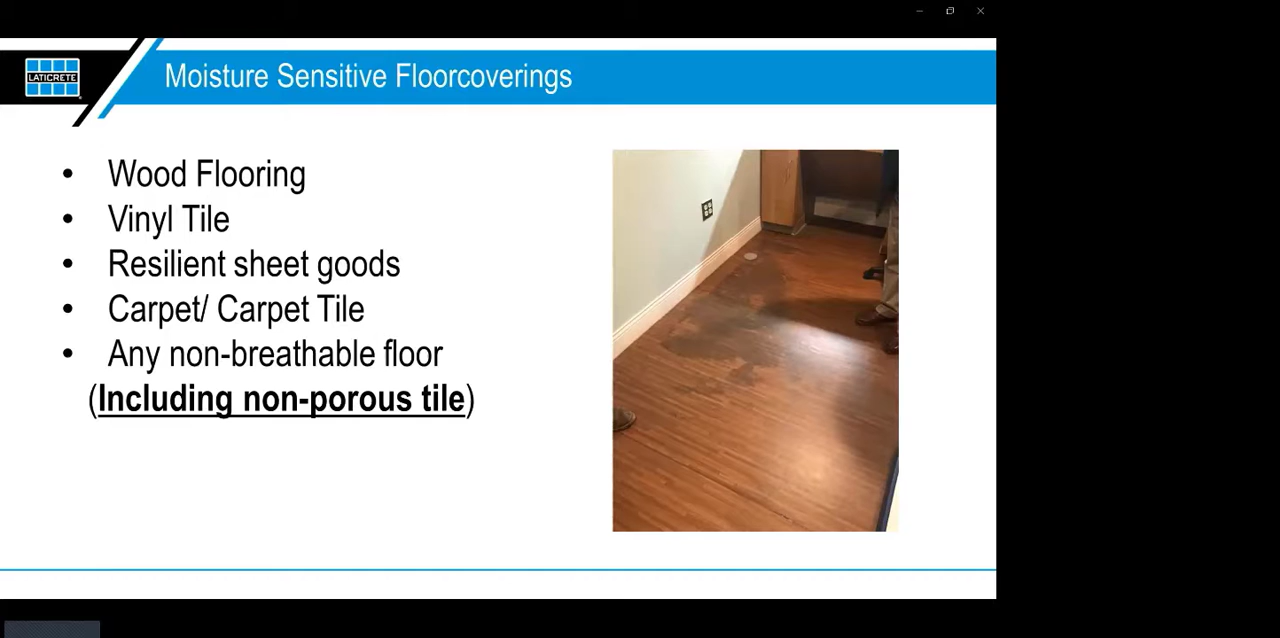 LATICRETE
Moisture Sensitive Floorcoverings
• Wood Flooring
• Vinyl Tile
• Resilient sheet goods
• Carpet/ Carpet Tile
• Any non-breathable floor
(Including non-porous tile)